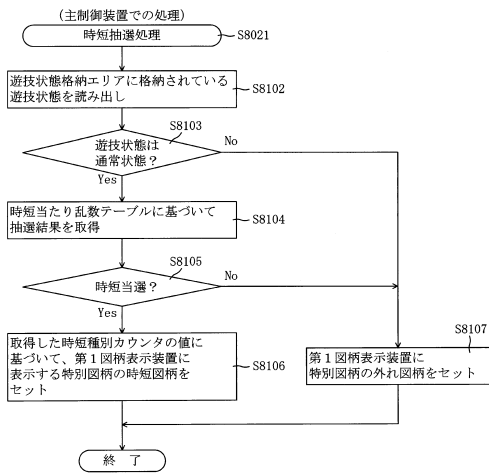 (主制御装置での処理)
時短抽選処理
S8021
遊技状態格納エリアに格納されている
遊技状態を読み出し
S8102
S8103
遊技状態は
通常状態？
No
Yes
時短当たり乱数テーブルに基づいて
抽選結果を取得
S8104
S8105
時短当選？
No
Yes
取得した時短種別カウンタの値に
基づいて、第１図柄表示装置に
表示する特別図柄の時短図柄を
セット
S8106
S8107
第１図柄表示装置に
特別図柄の外れ図柄をセット
終 了